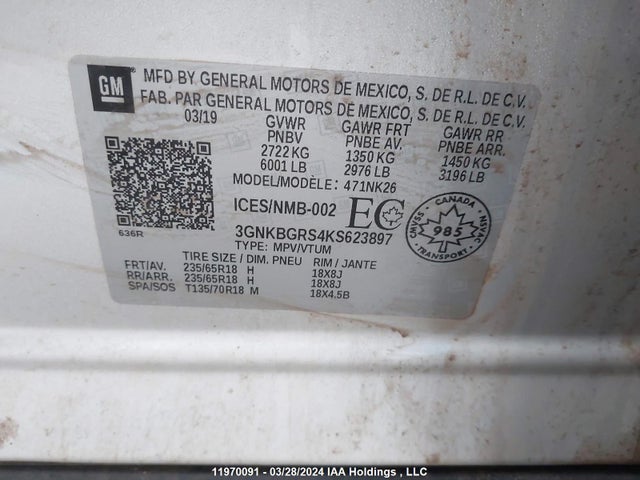 GM
MFD BY GENERAL MOTORS DE MEXICO, S. DE R.L. DE C.V.
FAB. PAR GENERAL MOTORS DE MEXICO, S. DE R.L. DE C.V.
03/19 GVWR GAWR FRT GAWR RR
PNBV PNBE AV. PNBE ARR.
2722 KG 1350 KG 1450 KG
6001 LB 2976 LB 3196 LB
MODEL/MODÈLE: 471NK26
ICES/NMB-002 EC
CANADA CMVSS 985 NSVAC TRANSPORT
636R
3GNKBGRS4KS623897
TYPE: MPV/VTUM
TIRE SIZE / DIM. PNEU RIM / JANTE
FRT/AV. 235/65R18 H 18X8J
RR/ARR. 235/65R18 H 18X8J
SPA/SOS T135/70R18 M 18X4.5B
11970091 - 03/28/2024 IAA Holdings , LLC